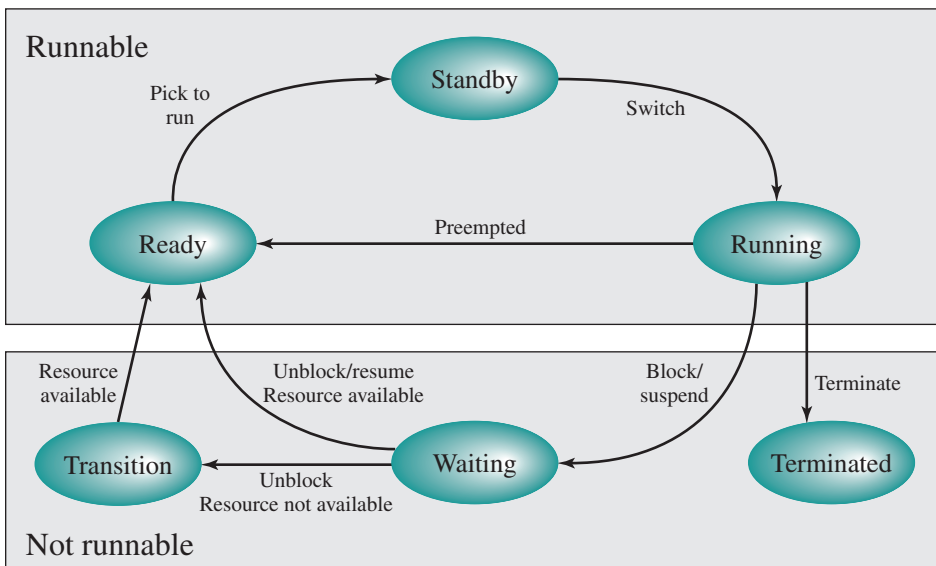 Runnable
Standby
Pick to
run
Switch
Ready
Preempted
Running
Resource
available
Unblock/resume
Resource available
Block/
suspend
Terminate
Transition
Waiting
Terminated
Unblock
Resource not available
Not runnable